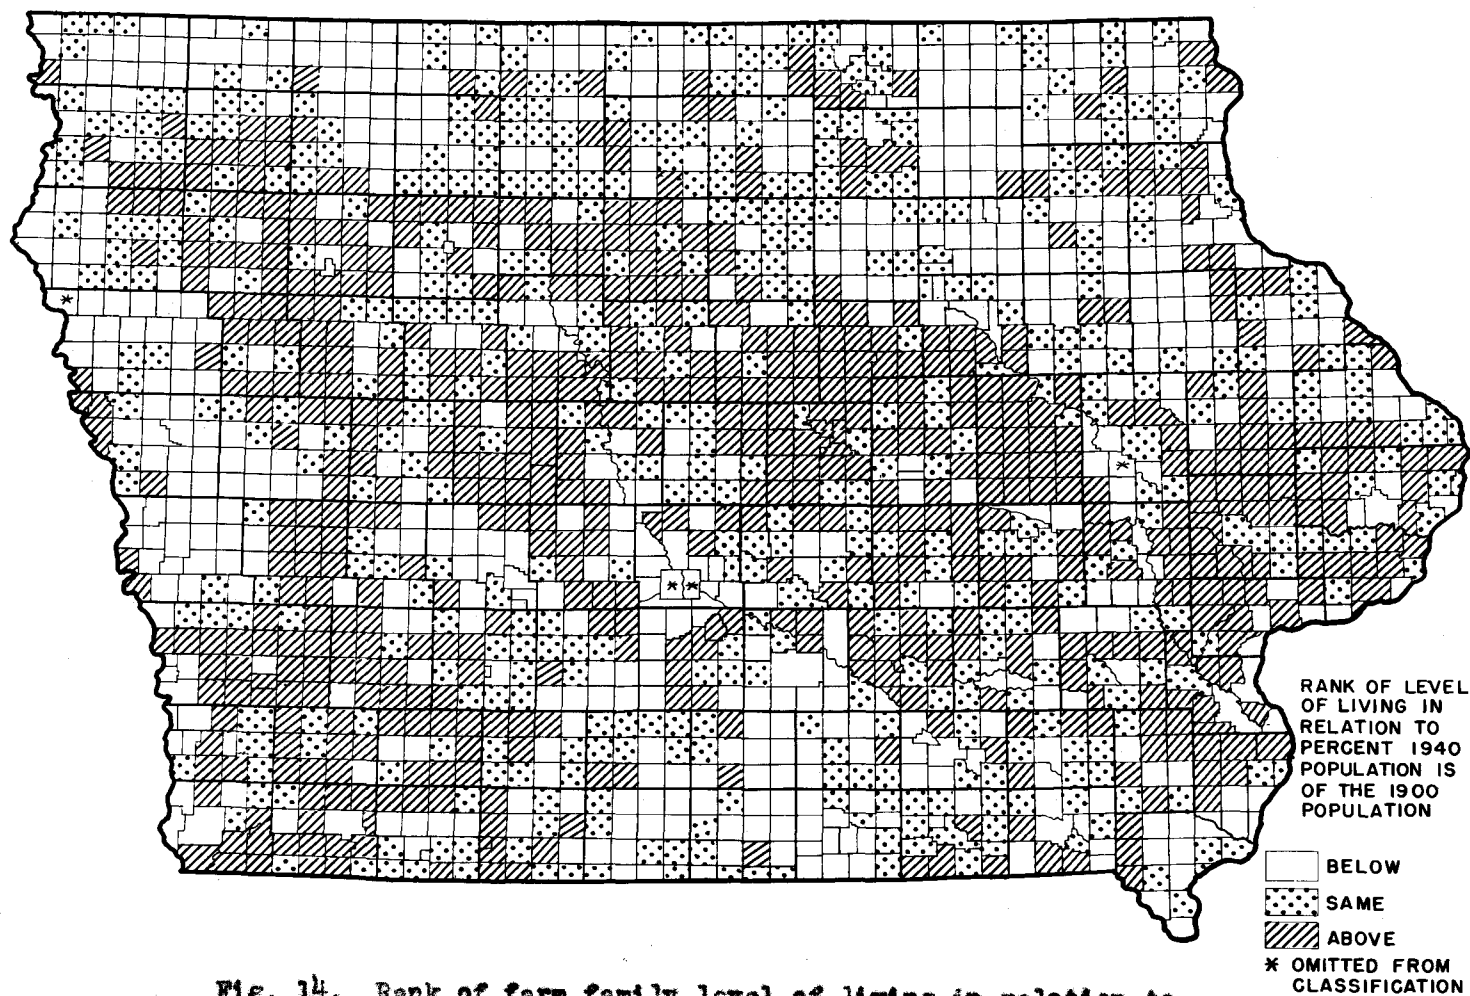 RANK OF LEVEL
OF LIVING IN
RELATION TO
PERCENT 1940
POPULATION IS
OF THE 1900
POPULATION
BELOW
SAME
ABOVE
* OMITTED FROM
CLASSIFICATION
Fig. 14. Rank of farm family level of living in relation to